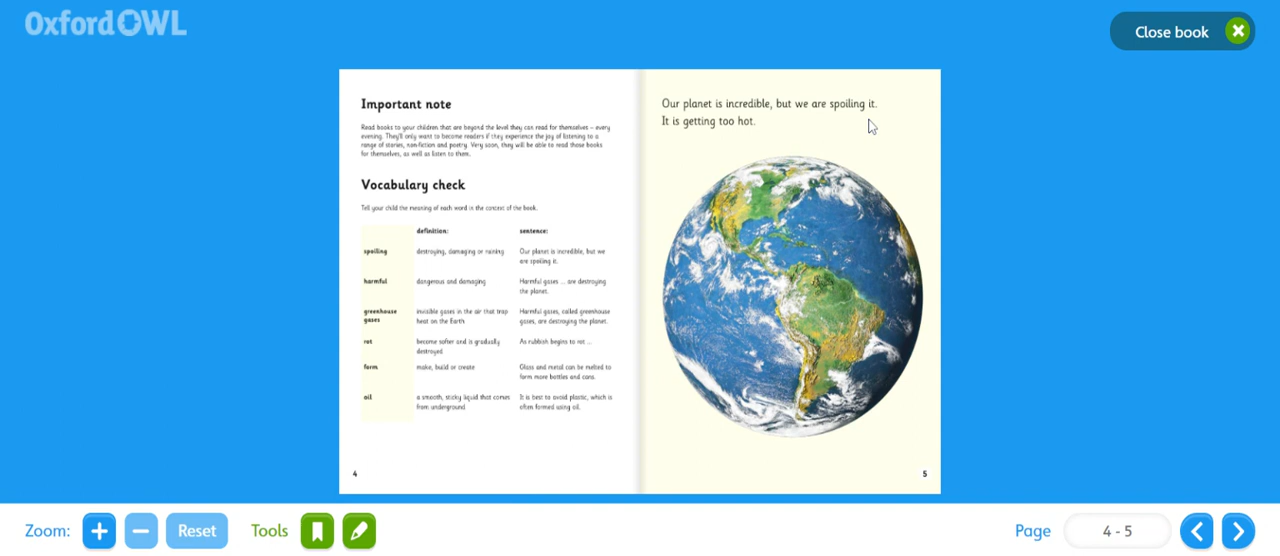 OxfordOWL
Close book
Important note
Read books to your children that are beyond the level they can read for themselves – every
evening. They'll only want to become readers if they experience the joy of listening to a
range of stories, non-fiction and poetry. Very soon, they will be able to read these books
for themselves, as well as listen to them.
Vocabulary check
Tell your child the meaning of each word in the context of the book.
definition: sentence:
spoiling destroying, damaging or ruining Our planet is incredible, but we
are spoiling it.
harmful dangerous and damaging Harmful gases ... are destroying
the planet.
greenhouse invisible gases in the air that trap Harmful gases, called greenhouse
gases heat on the Earth gases, are destroying the planet.
rot become softer and is gradually As rubbish begins to rot ...
destroyed
form make, build or create Glass and metal can be melted to
form more bottles and cans.
oil a smooth, sticky liquid that comes It is best to avoid plastic, which is
from underground often formed using oil.
4
Our planet is incredible, but we are spoiling it.
It is getting too hot.
5
Zoom: Reset Tools Page 4 - 5